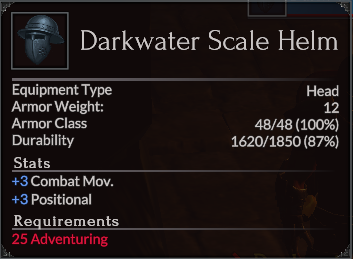 Darkwater Scale Helm
Equipment Type Head
Armor Weight: 12
Armor Class 48/48 (100%)
Durability 1620/1850 (87%)
Stats
+3 Combat Mov.
+3 Positional
Requirements
25 Adventuring